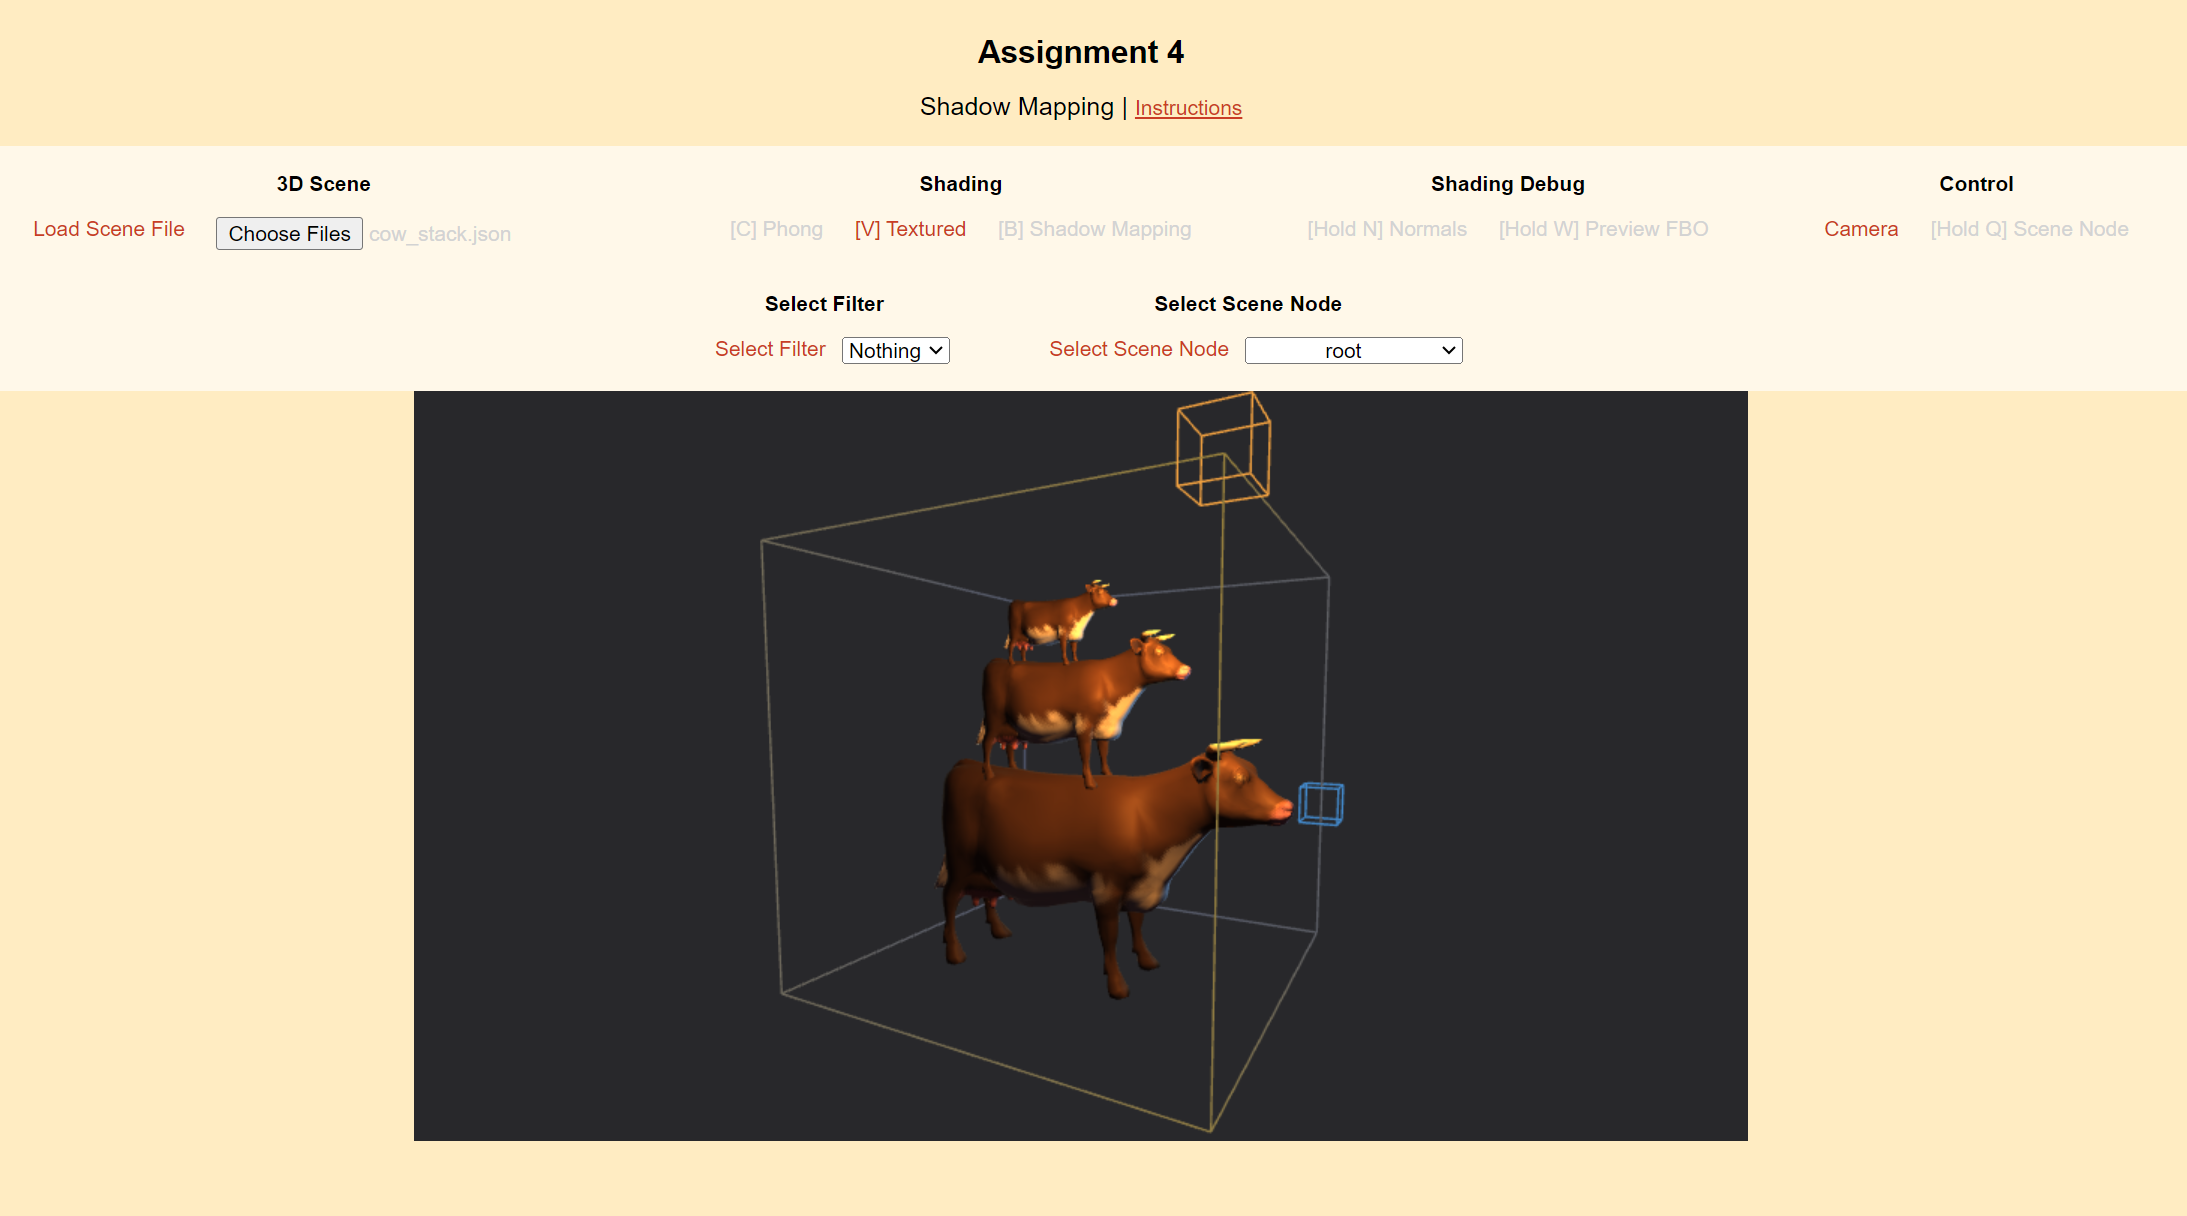 Assignment 4
Shadow Mapping | Instructions
3D Scene
Load Scene File Choose Files cow_stack.json
Shading
[C] Phong [V] Textured [B] Shadow Mapping
Shading Debug
[Hold N] Normals [Hold W] Preview FBO
Control
Camera [Hold Q] Scene Node
Select Filter
Select Filter Nothing
Select Scene Node
Select Scene Node root